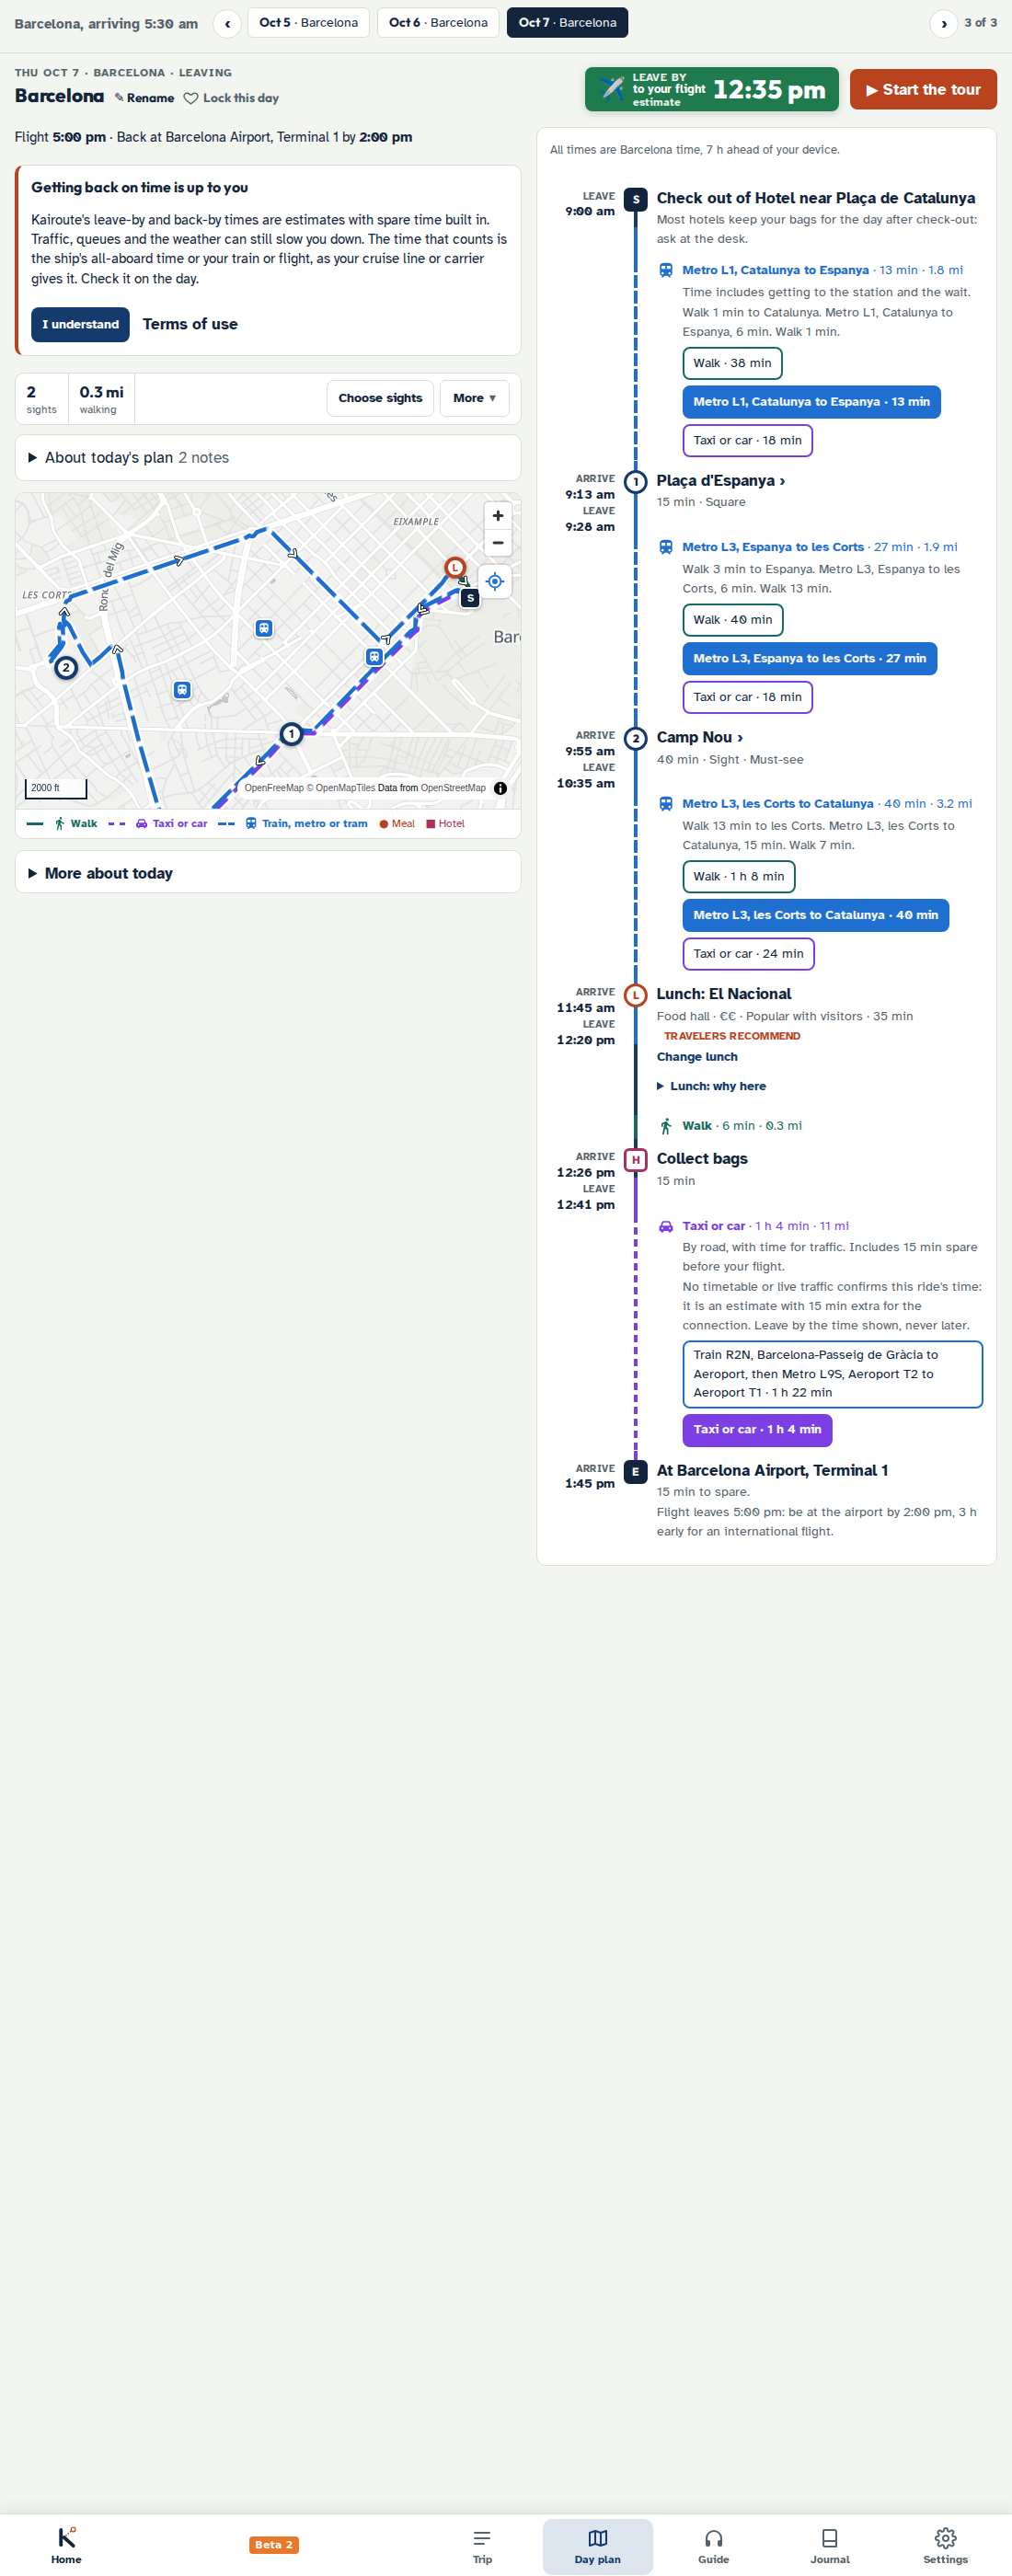 Barcelona, arriving 5:30 am
‹
Oct 5 · Barcelona
Oct 6 · Barcelona
Oct 7 · Barcelona
›
3 of 3
THU OCT 7 · BARCELONA · LEAVING
Barcelona
✎ Rename
Lock this day
LEAVE BY
to your flight
estimate
12:35 pm
▶ Start the tour
Flight 5:00 pm · Back at Barcelona Airport, Terminal 1 by 2:00 pm
Getting back on time is up to you
Kairoute's leave-by and back-by times are estimates with spare time built in.
Traffic, queues and the weather can still slow you down. The time that counts is
the ship's all-aboard time or your train or flight, as your cruise line or carrier
gives it. Check it on the day.
I understand
Terms of use
2
sights
0.3 mi
walking
Choose sights
More ▼
▶ About today's plan 2 notes
EIXAMPLE
LES CORTS
del Mig
L
S
2
1
2000 ft
OpenFreeMap © OpenMapTiles Data from OpenStreetMap
Walk
Taxi or car
Train, metro or tram
Meal
Hotel
▶ More about today
All times are Barcelona time, 7 h ahead of your device.
LEAVE
9:00 am
S
Check out of Hotel near Plaça de Catalunya
Most hotels keep your bags for the day after check-out:
ask at the desk.
Metro L1, Catalunya to Espanya · 13 min · 1.8 mi
Time includes getting to the station and the wait.
Walk 1 min to Catalunya. Metro L1, Catalunya to
Espanya, 6 min. Walk 1 min.
Walk · 38 min
Metro L1, Catalunya to Espanya · 13 min
Taxi or car · 18 min
ARRIVE
9:13 am
LEAVE
9:28 am
1
Plaça d'Espanya ›
15 min · Square
Metro L3, Espanya to les Corts · 27 min · 1.9 mi
Walk 3 min to Espanya. Metro L3, Espanya to les
Corts, 6 min. Walk 13 min.
Walk · 40 min
Metro L3, Espanya to les Corts · 27 min
Taxi or car · 18 min
ARRIVE
9:55 am
LEAVE
10:35 am
2
Camp Nou ›
40 min · Sight · Must-see
Metro L3, les Corts to Catalunya · 40 min · 3.2 mi
Walk 13 min to les Corts. Metro L3, les Corts to
Catalunya, 15 min. Walk 7 min.
Walk · 1 h 8 min
Metro L3, les Corts to Catalunya · 40 min
Taxi or car · 24 min
ARRIVE
11:45 am
LEAVE
12:20 pm
L
Lunch: El Nacional
Food hall · €€ · Popular with visitors · 35 min
TRAVELERS RECOMMEND
Change lunch
▶ Lunch: why here
Walk · 6 min · 0.3 mi
ARRIVE
12:26 pm
LEAVE
12:41 pm
H
Collect bags
15 min
Taxi or car · 1 h 4 min · 11 mi
By road, with time for traffic. Includes 15 min spare
before your flight.
No timetable or live traffic confirms this ride's time:
it is an estimate with 15 min extra for the
connection. Leave by the time shown, never later.
Train R2N, Barcelona-Passeig de Gràcia to
Aeroport, then Metro L9S, Aeroport T2 to
Aeroport T1 · 1 h 22 min
Taxi or car · 1 h 4 min
ARRIVE
1:45 pm
E
At Barcelona Airport, Terminal 1
15 min to spare.
Flight leaves 5:00 pm: be at the airport by 2:00 pm, 3 h
early for an international flight.
Home
Beta 2
Trip
Day plan
Guide
Journal
Settings